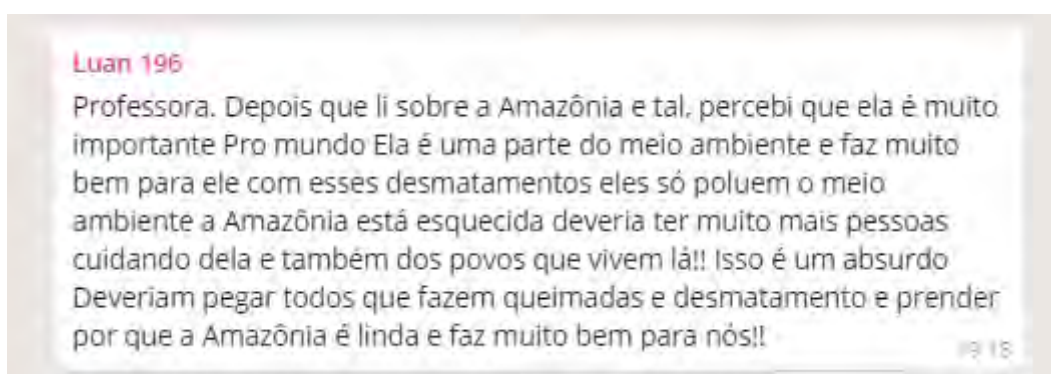 Luan 196
Professora. Depois que li sobre a Amazônia e tal, percebi que ela é muito
importante Pro mundo Ela é uma parte do meio ambiente e faz muito
bem para ele com esses desmatamentos eles só poluem o meio
ambiente a Amazônia está esquecida deveria ter muito mais pessoas
cuidando dela e também dos povos que vivem lá!! Isso é um absurdo
Deveriam pegar todos que fazem queimadas e desmatamento e prender
por que a Amazônia é linda e faz muito bem para nós!!